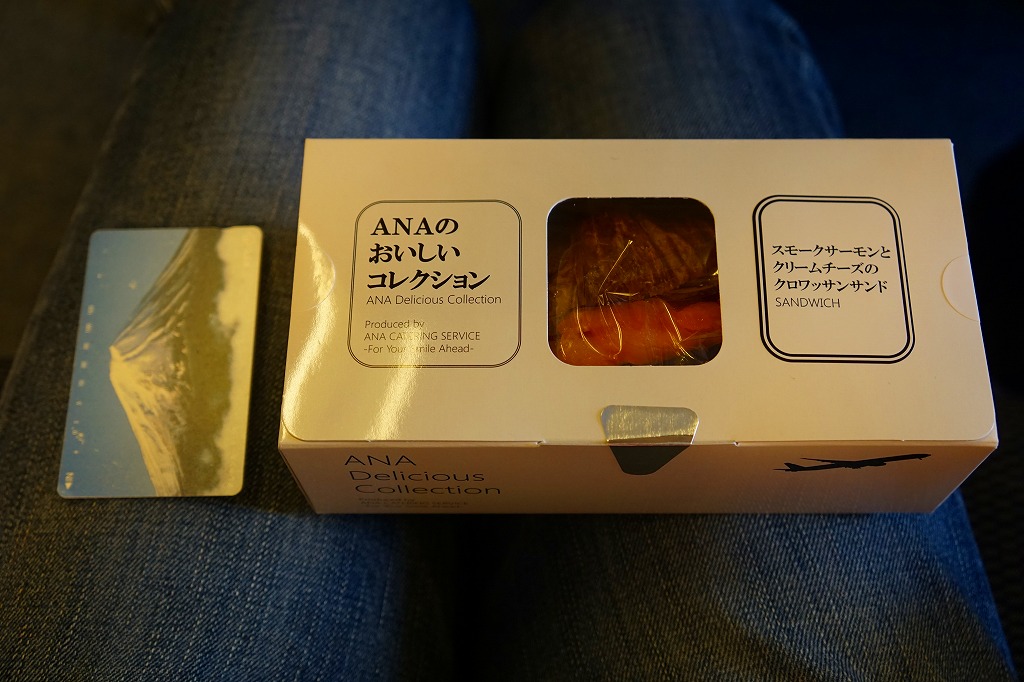 ANAの
おいしい
コレクション
ANA Delicious Collection
Produced by
ANA CATERING SERVICE
-For Your Smile Ahead-
スモークサーモンと
クリームチーズの
クロワッサンサンド
SANDWICH
ANA
Delicious
Collection